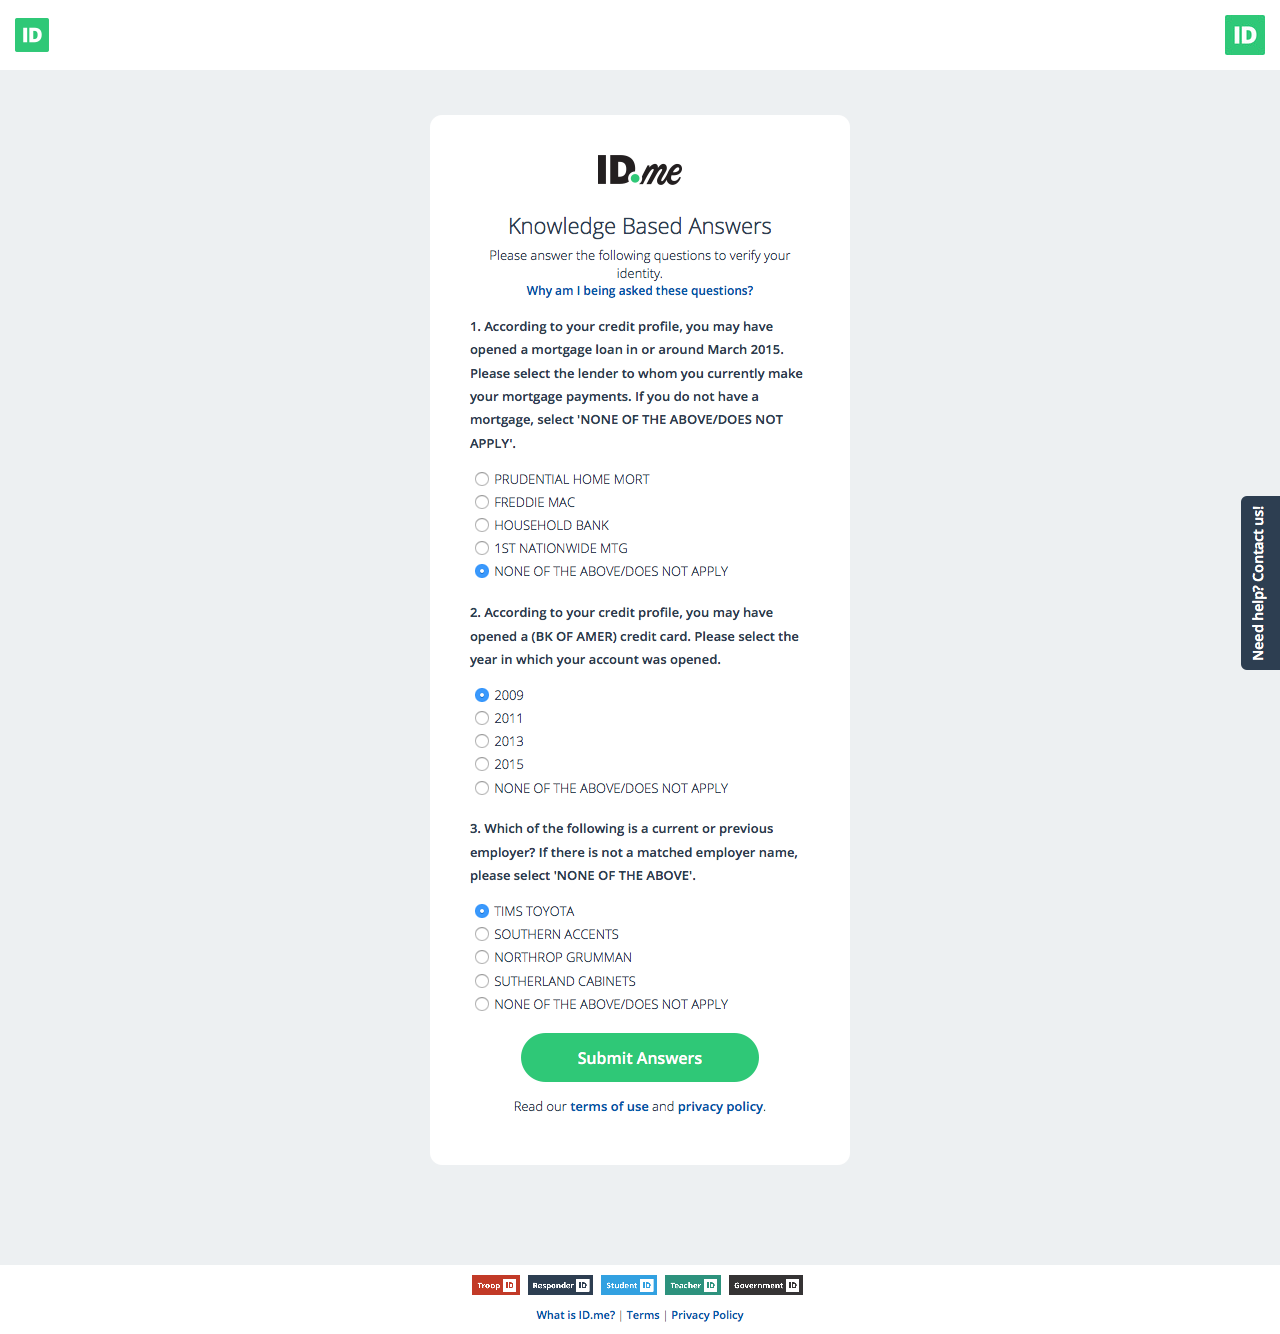 ID
ID
ID.me
Knowledge Based Answers
Please answer the following questions to verify your
identity.
Why am I being asked these questions?
1. According to your credit profile, you may have
opened a mortgage loan in or around March 2015.
Please select the lender to whom you currently make
your mortgage payments. If you do not have a
mortgage, select 'NONE OF THE ABOVE/DOES NOT
APPLY'.
PRUDENTIAL HOME MORT
FREDDIE MAC
HOUSEHOLD BANK
1ST NATIONWIDE MTG
NONE OF THE ABOVE/DOES NOT APPLY
2. According to your credit profile, you may have
opened a (BK OF AMER) credit card. Please select the
year in which your account was opened.
2009
2011
2013
2015
NONE OF THE ABOVE/DOES NOT APPLY
3. Which of the following is a current or previous
employer? If there is not a matched employer name,
please select 'NONE OF THE ABOVE'.
TIMS TOYOTA
SOUTHERN ACCENTS
NORTHROP GRUMMAN
SUTHERLAND CABINETS
NONE OF THE ABOVE/DOES NOT APPLY
Submit Answers
Read our terms of use and privacy policy.
Need help? Contact us!
Troop ID Responder ID Student ID Teacher ID Government ID
What is ID.me? | Terms | Privacy Policy